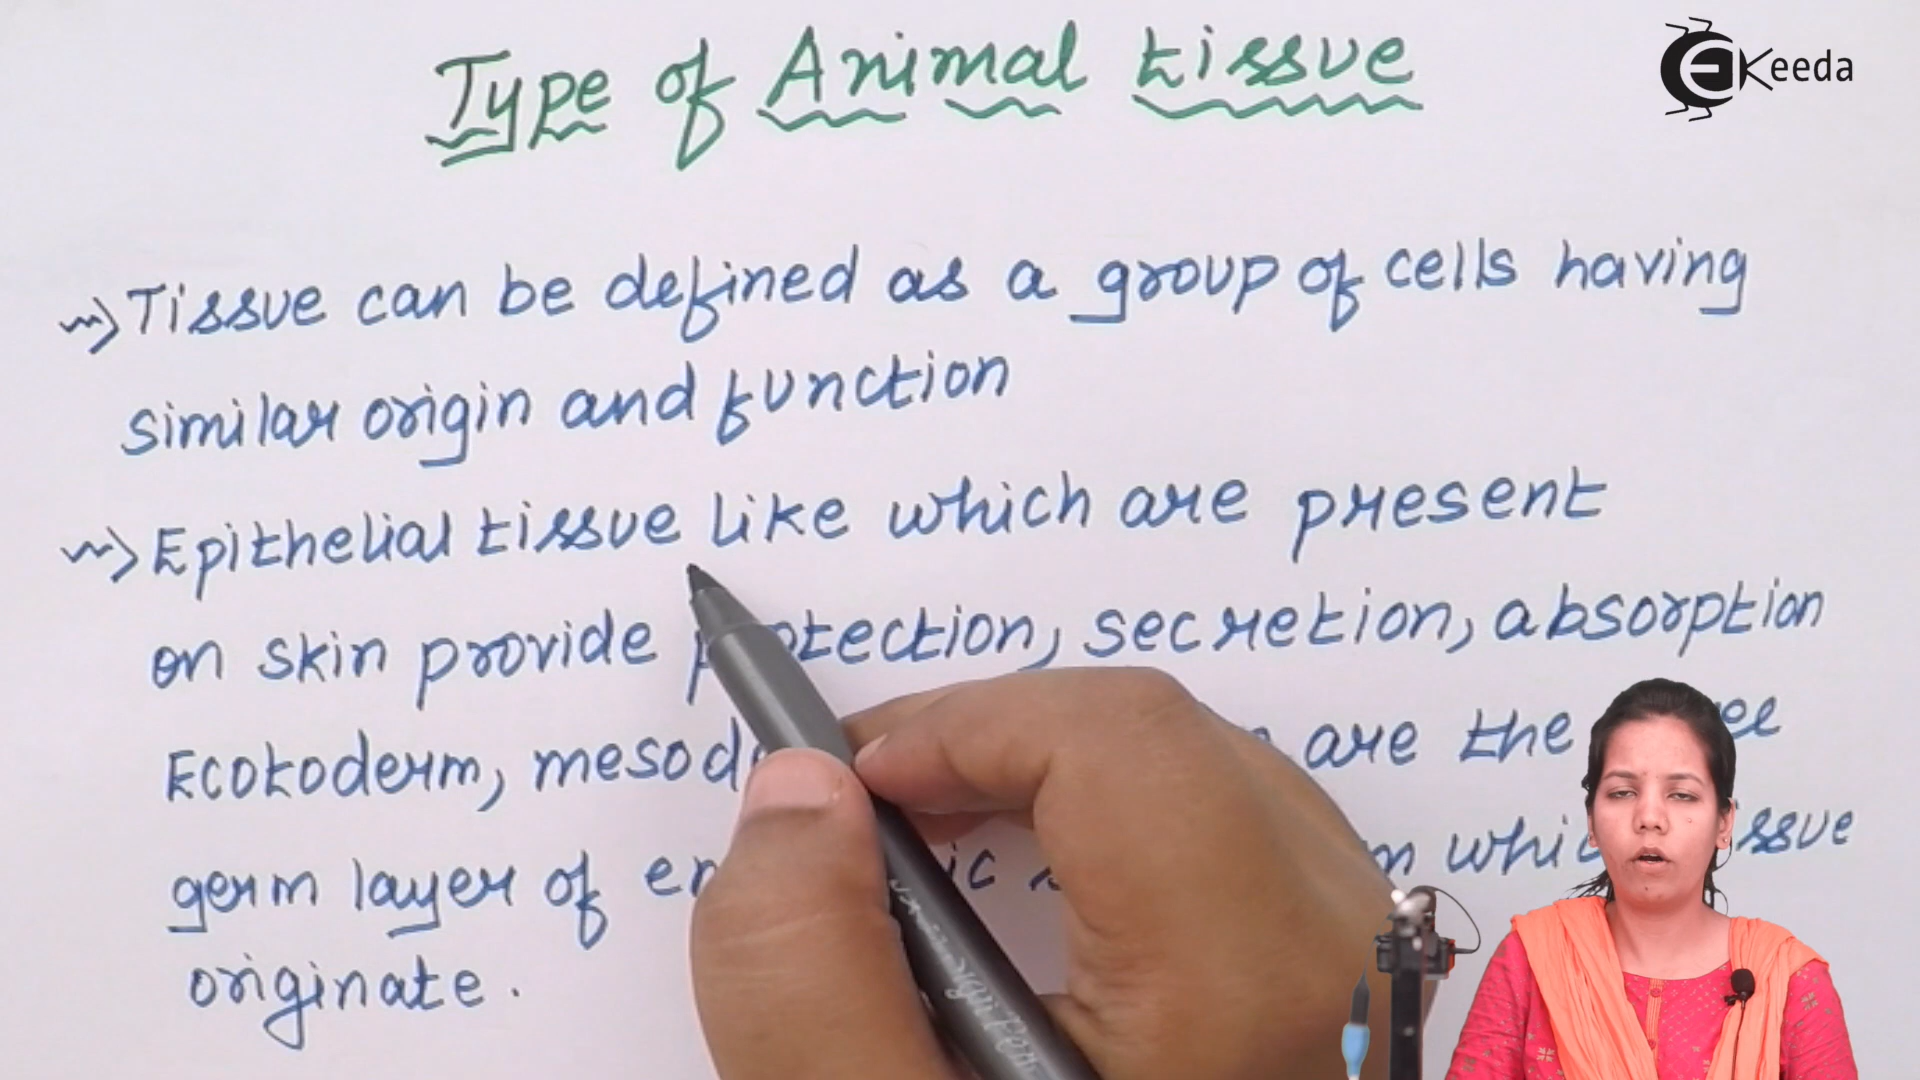 Type of Animal tissue
EKeeda
Tissue can be defined as a group of cells having
similar origin and function
Epithelial tissue like which are present
on skin provide protection, secretion, absorption
Ecotoderm, are the
germ layer of which
originate.